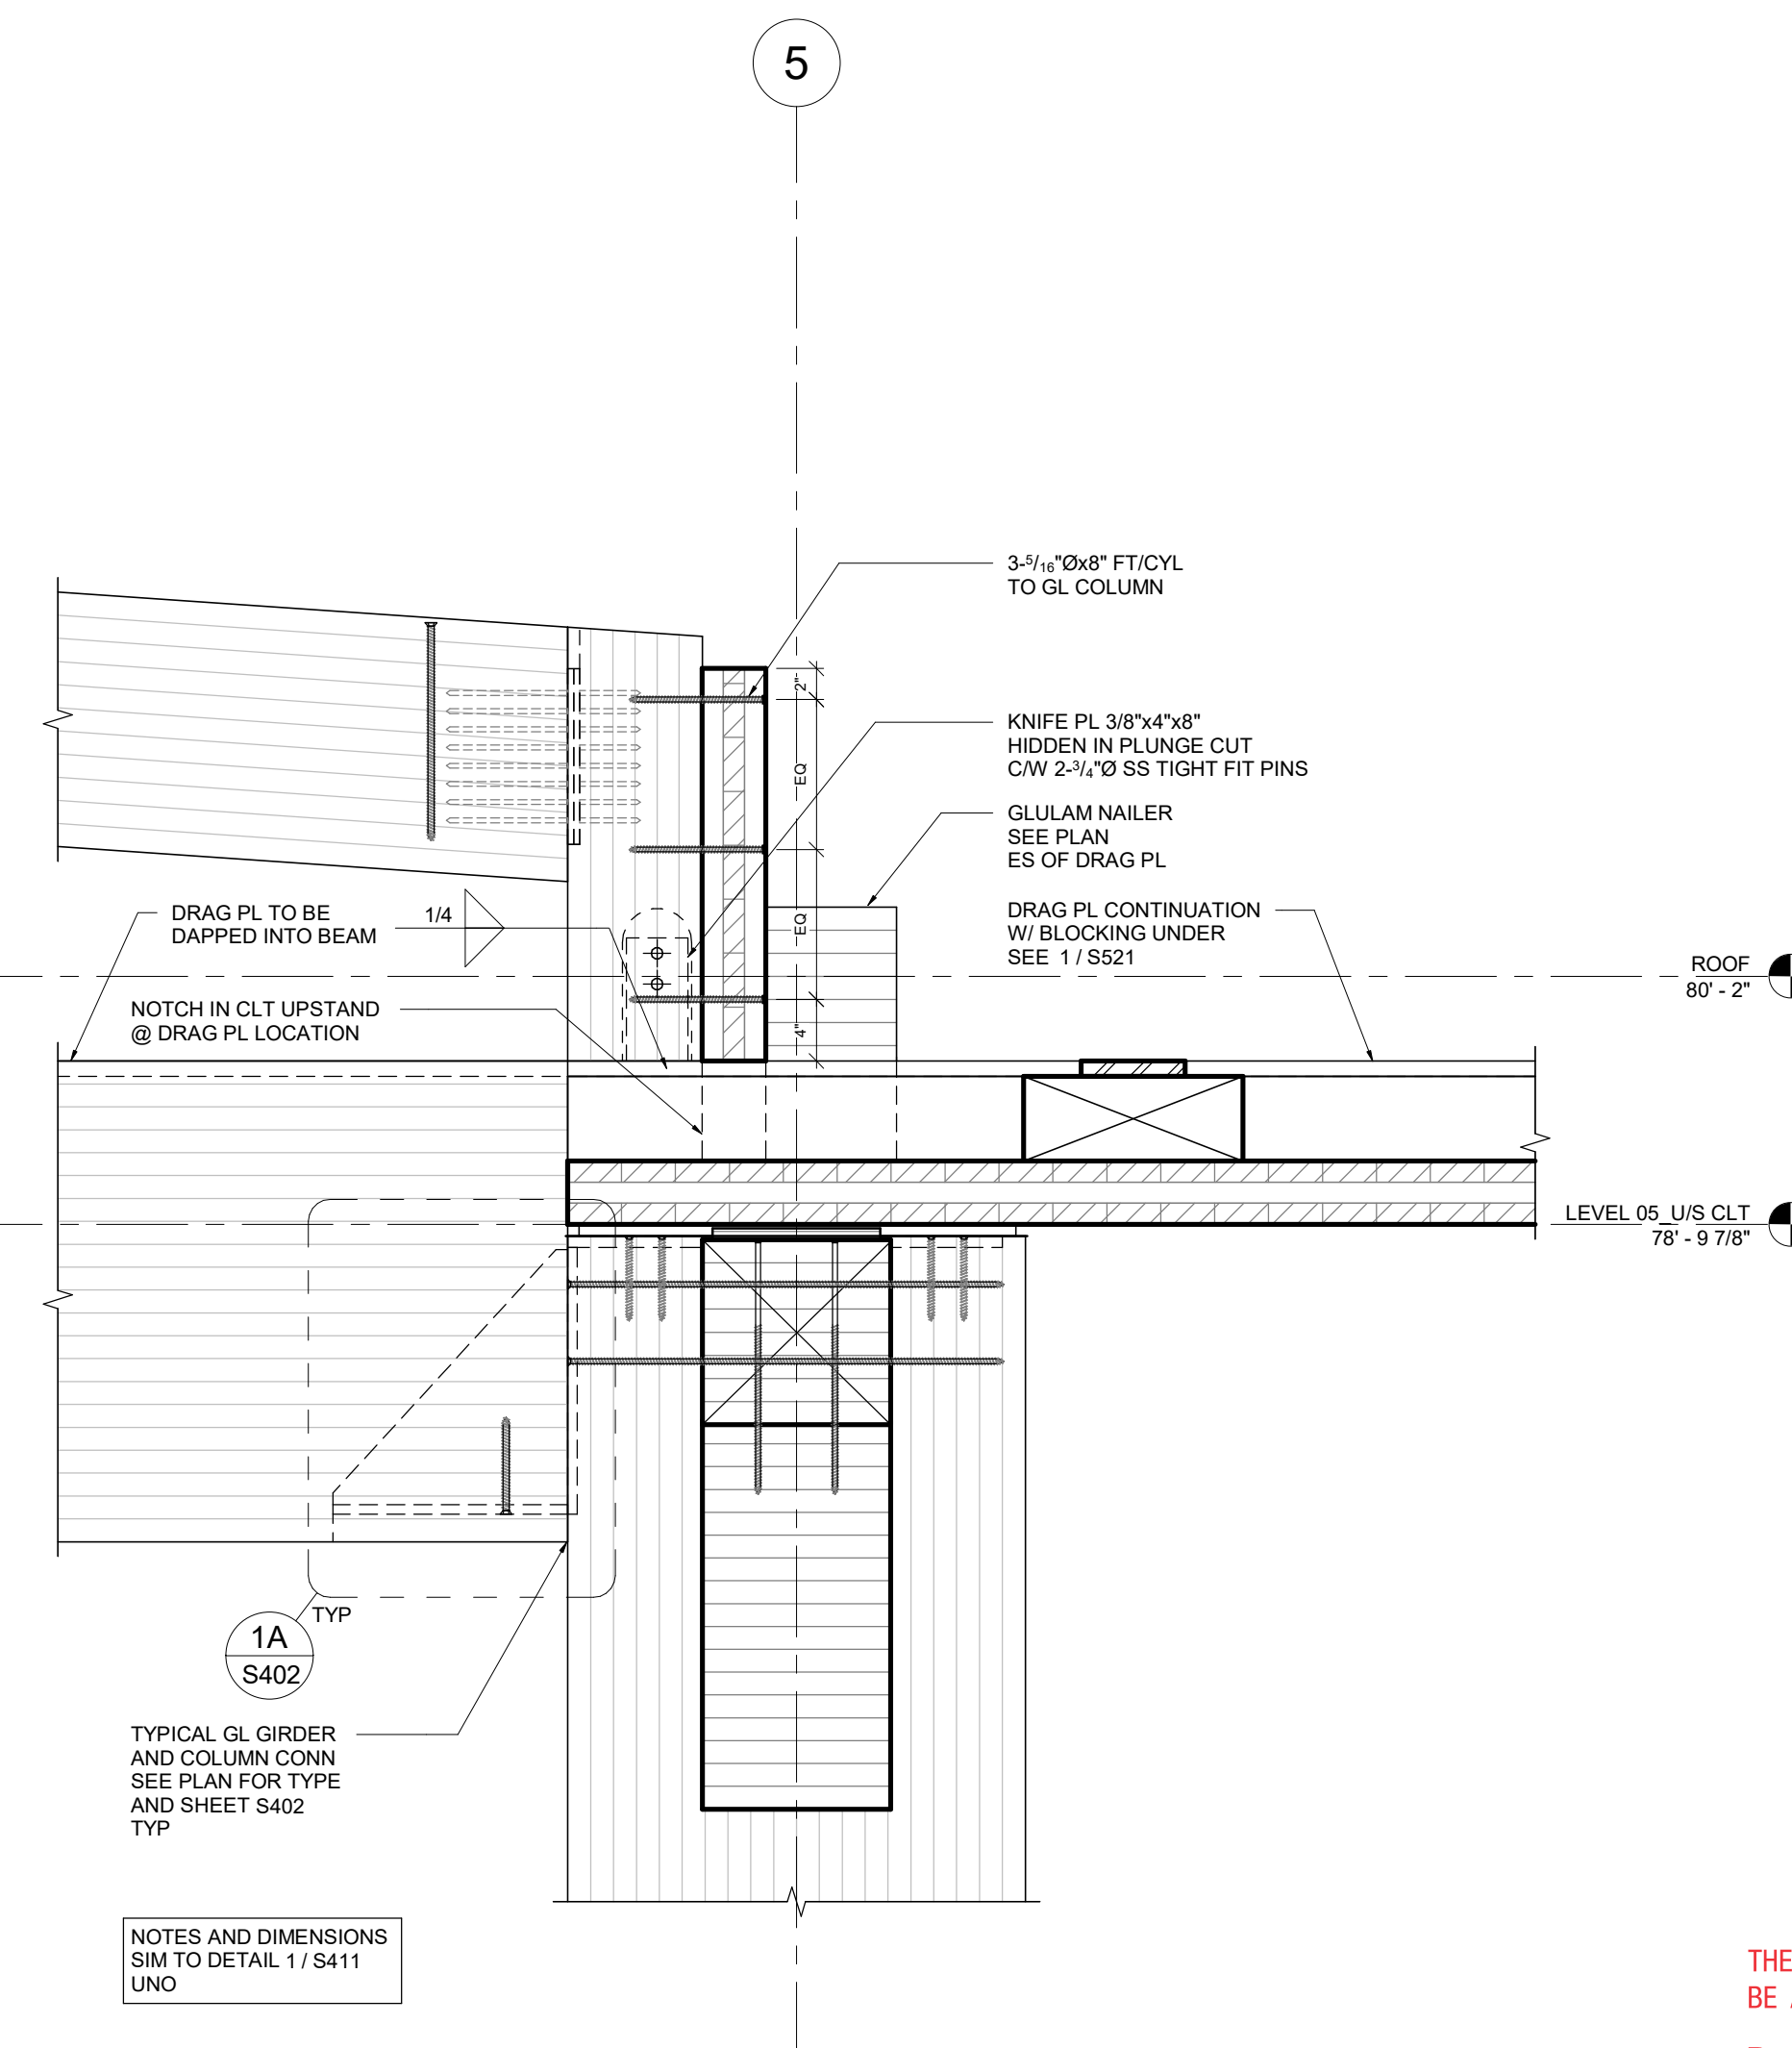 5
3-5/16"Øx8" FT/CYL
TO GL COLUMN
2"
EQ
EQ
4"
KNIFE PL 3/8"x4"x8"
HIDDEN IN PLUNGE CUT
C/W 2-3/4"Ø SS TIGHT FIT PINS
GLULAM NAILER
SEE PLAN
ES OF DRAG PL
DRAG PL TO BE
DAPPED INTO BEAM
1/4
DRAG PL CONTINUATION
W/ BLOCKING UNDER
SEE 1 / S521
ROOF
80' - 2"
NOTCH IN CLT UPSTAND
@ DRAG PL LOCATION
LEVEL 05_U/S CLT
78' - 9 7/8"
TYP
1A
S402
TYPICAL GL GIRDER
AND COLUMN CONN
SEE PLAN FOR TYPE
AND SHEET S402
TYP
NOTES AND DIMENSIONS
SIM TO DETAIL 1 / S411
UNO
THE
BE